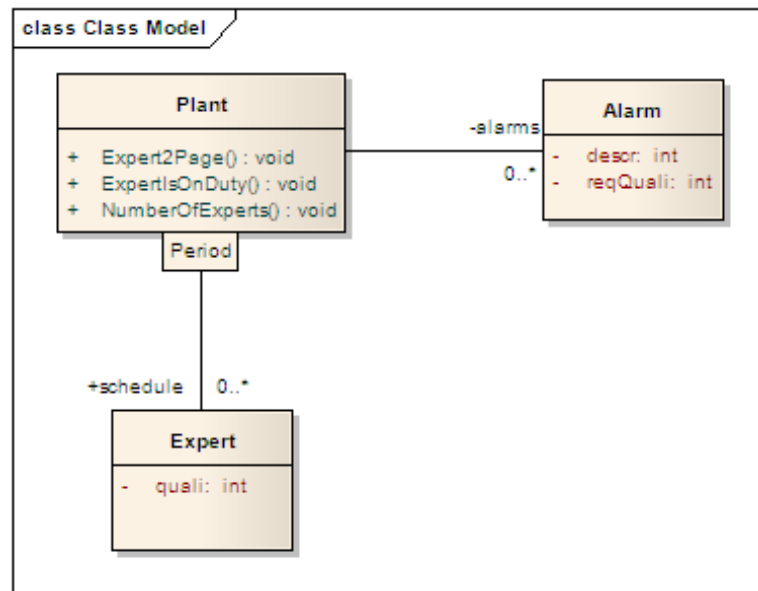 class Class Model
Plant
+ Expert2Page() : void
+ ExpertIsOnDuty() : void
+ NumberOfExperts() : void
Period
-alarms
0..*
Alarm
- descr: int
- reqQuali: int
+schedule 0..*
Expert
- quali: int